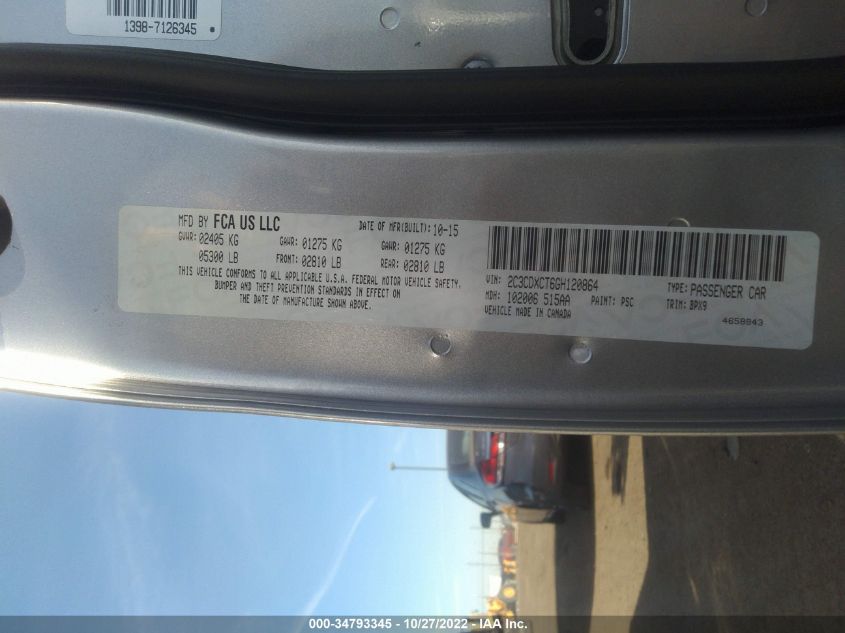 1398-7126345
MFD BY FCA US LLC DATE OF MFR(BUILT): 10-15
GVWR: 02405 KG GAWR: 01275 KG GAWR: 01275 KG
05300 LB FRONT: 02810 LB REAR: 02810 LB
THIS VEHICLE CONFORMS TO ALL APPLICABLE U.S.A. FEDERAL MOTOR VEHICLE SAFETY,
BUMPER AND THEFT PREVENTION STANDARDS IN EFFECT ON
THE DATE OF MANUFACTURE SHOWN ABOVE.
VIN: 2C3CDXCT6GH120864 TYPE: PASSENGER CAR
MDH: 102006 515AA PAINT: PSC TRIM: BPX9
VEHICLE MADE IN CANADA 4658843
000-34793345 - 10/27/2022 - IAA Inc.